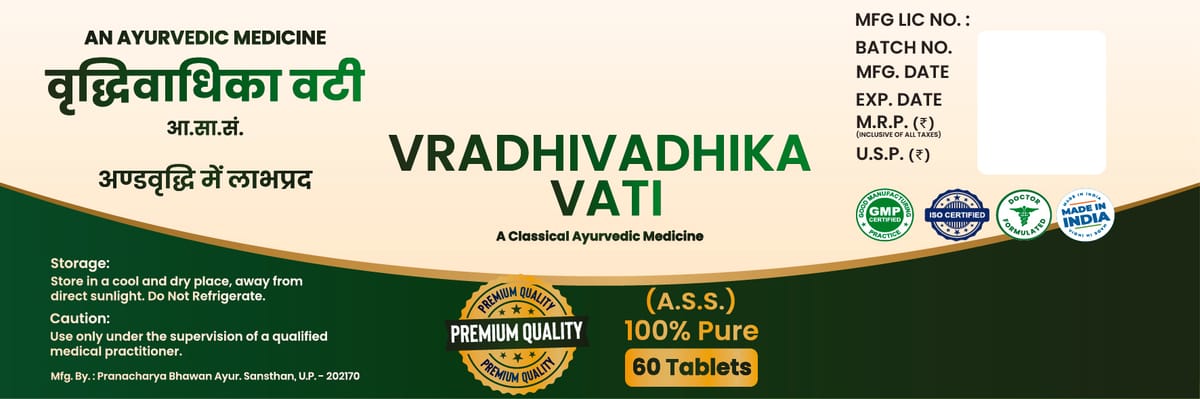 AN AYURVEDIC MEDICINE
वृद्धिवाधिका वटी
आ.सा.सं.
अण्डवृद्धि में लाभप्रद
Storage:
Store in a cool and dry place, away from
direct sunlight. Do Not Refrigerate.
Caution:
Use only under the supervision of a qualified
medical practitioner.
Mfg. By. : Pranacharya Bhawan Ayur. Sansthan, U.P. - 202170
VRADHIVADHIKA
VATI
A Classical Ayurvedic Medicine
PREMIUM QUALITY
PREMIUM QUALITY
PREMIUM QUALITY
(A.S.S.)
100% Pure
60 Tablets
MFG LIC NO. :
BATCH NO.
MFG. DATE
EXP. DATE
M.R.P. (₹)
(INCLUSIVE OF ALL TAXES)
U.S.P. (₹)
GOOD MANUFACTURING
GMP
CERTIFIED
PRACTICE
ISO CERTIFIED
DOCTOR
FORMULATED
MADE IN INDIA
MADE IN
INDIA